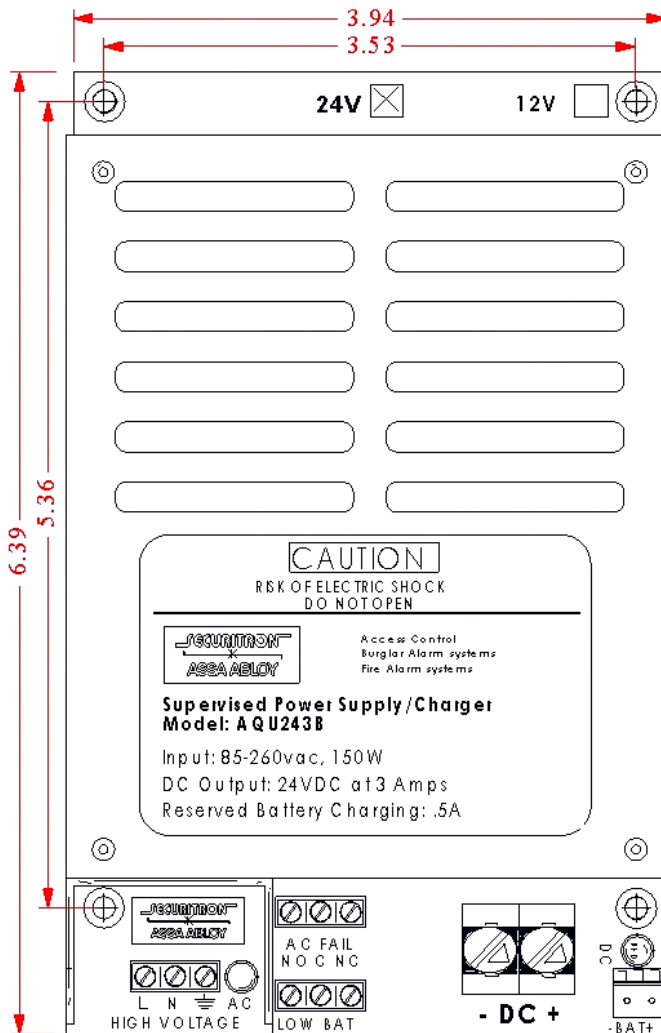 3.94
3.53
24V
12V
6.39
5.36
CAUTION
RISK OF ELECTRIC SHOCK
DO NOT OPEN
SECURITRON
ASSA ABLOY
Access Control
Burglar Alarm systems
Fire Alarm systems
Supervised Power Supply/Charger
Model: AQU243B
Input: 85-260vac, 150W
DC Output: 24VDC at 3 Amps
Reserved Battery Charging: .5A
SECURITRON
ASSA ABLOY
L N AC
HIGH VOLTAGE
AC FAIL
NO C NC
LOW BAT
- DC +
DC
-BAT+